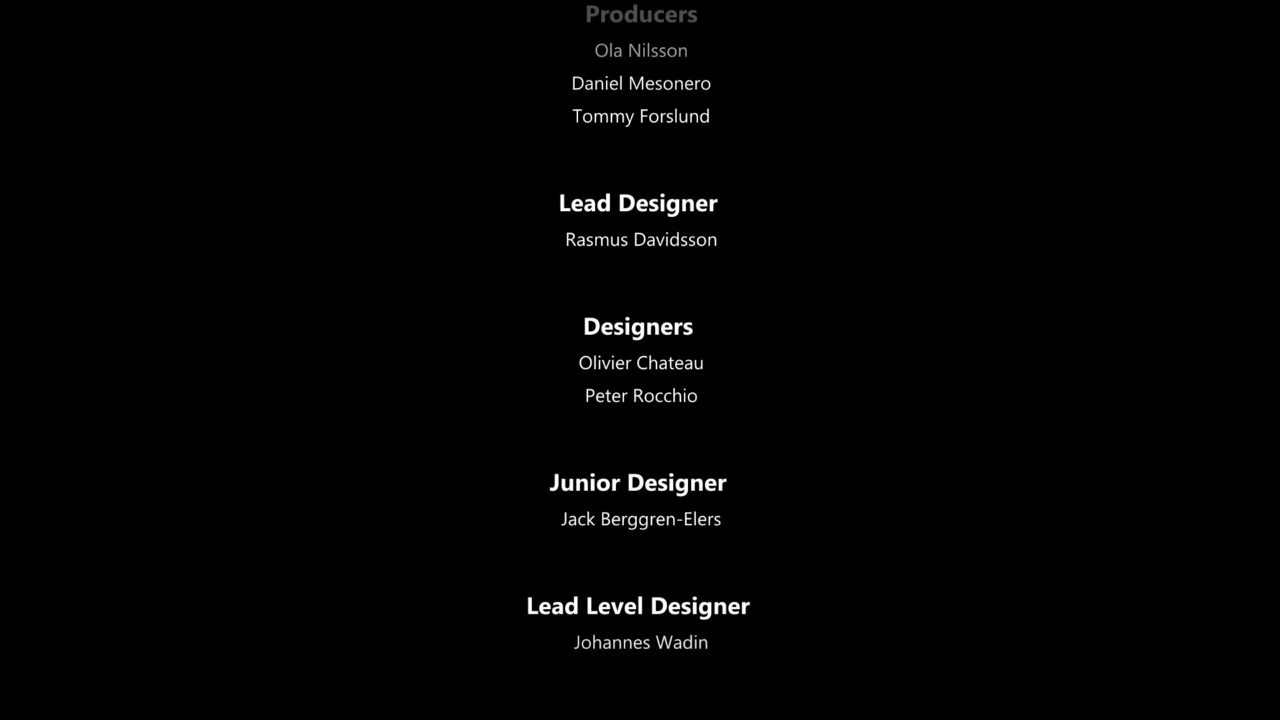 Producers
Ola Nilsson
Daniel Mesonero
Tommy Forslund
Lead Designer
Rasmus Davidsson
Designers
Olivier Chateau
Peter Rocchio
Junior Designer
Jack Berggren-Elers
Lead Level Designer
Johannes Wadin